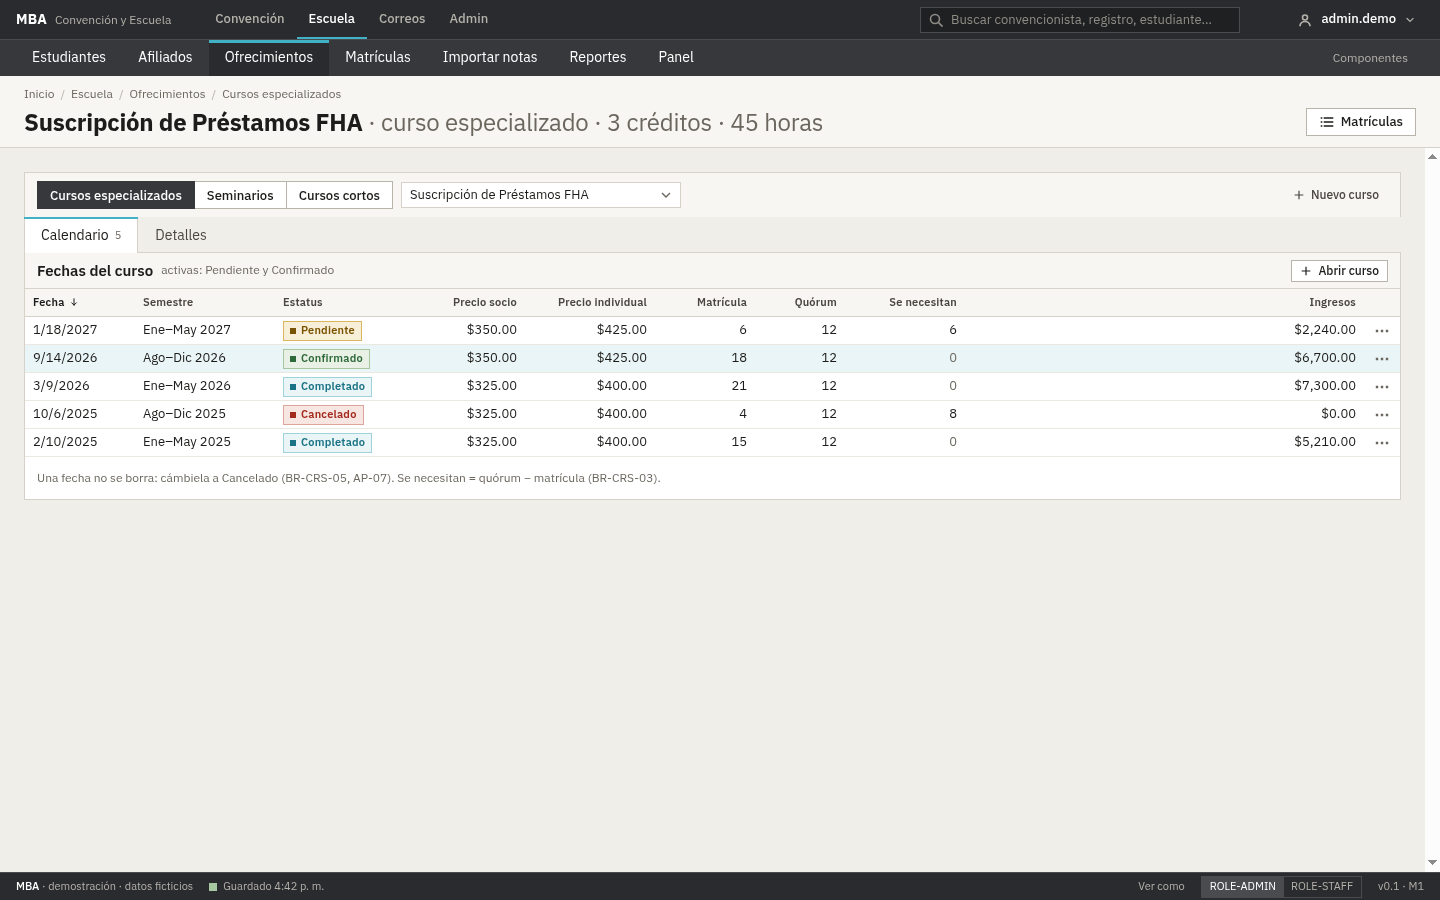 MBA Convención y Escuela Convención Escuela Correos Admin Buscar convencionista, registro, estudiante... admin.demo
Estudiantes Afiliados Ofrecimientos Matrículas Importar notas Reportes Panel Componentes
Inicio / Escuela / Ofrecimientos / Cursos especializados
Suscripción de Préstamos FHA · curso especializado · 3 créditos · 45 horas Matrículas
Cursos especializados Seminarios Cursos cortos Suscripción de Préstamos FHA + Nuevo curso
Calendario 5 Detalles
Fechas del curso activas: Pendiente y Confirmado + Abrir curso
Fecha ↓ Semestre Estatus Precio socio Precio individual Matrícula Quórum Se necesitan Ingresos
1/18/2027 Ene–May 2027 Pendiente $350.00 $425.00 6 12 6 $2,240.00 ···
9/14/2026 Ago–Dic 2026 Confirmado $350.00 $425.00 18 12 0 $6,700.00 ···
3/9/2026 Ene–May 2026 Completado $325.00 $400.00 21 12 0 $7,300.00 ···
10/6/2025 Ago–Dic 2025 Cancelado $325.00 $400.00 4 12 8 $0.00 ···
2/10/2025 Ene–May 2025 Completado $325.00 $400.00 15 12 0 $5,210.00 ···
Una fecha no se borra: cámbiela a Cancelado (BR-CRS-05, AP-07). Se necesitan = quórum − matrícula (BR-CRS-03).
MBA · demostración · datos ficticios Guardado 4:42 p. m. Ver como ROLE-ADMIN ROLE-STAFF v0.1 · M1